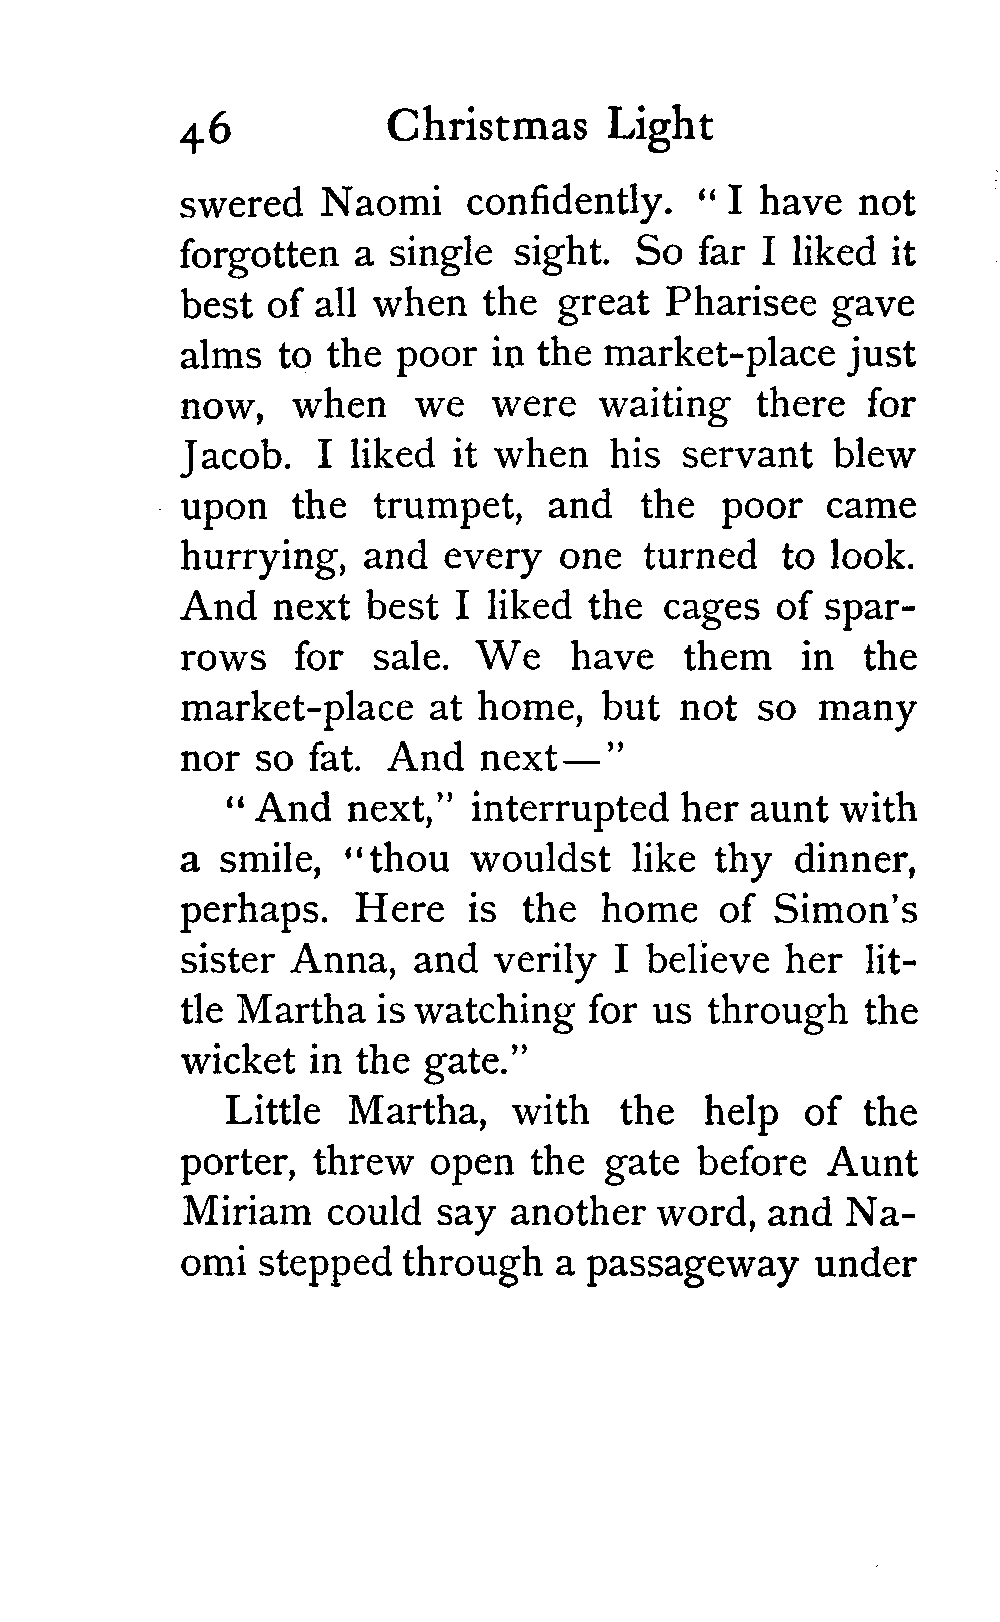 46 Christmas Light
swered Naomi confidently. "I have not
forgotten a single sight. So far I liked it
best of all when the great Pharisee gave
alms to the poor in the market-place just
now, when we were waiting there for
Jacob. I liked it when his servant blew
upon the trumpet, and the poor came
hurrying, and every one turned to look.
And next best I liked the cages of spar-
rows for sale. We have them in the
market-place at home, but not so many
nor so fat. And next—"
"And next," interrupted her aunt with
a smile, "thou wouldst like thy dinner,
perhaps. Here is the home of Simon's
sister Anna, and verily I believe her lit-
tle Martha is watching for us through the
wicket in the gate."
Little Martha, with the help of the
porter, threw open the gate before Aunt
Miriam could say another word, and Na-
omi stepped through a passageway under